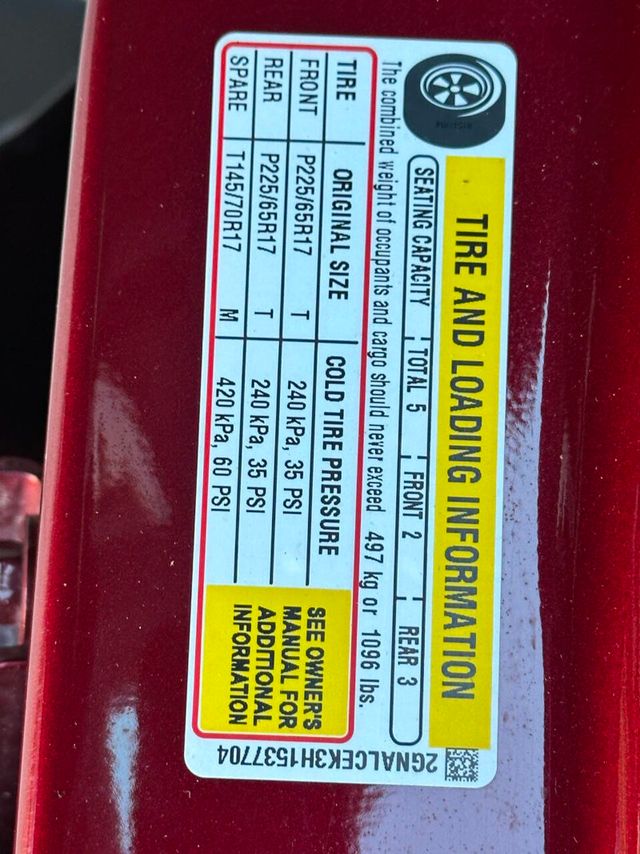 TIRE AND LOADING INFORMATION
SEATING CAPACITY TOTAL 5 FRONT 2 REAR 3
The combined weight of occupants and cargo should never exceed 497 kg or 1096 lbs.
TIRE ORIGINAL SIZE COLD TIRE PRESSURE
FRONT P225/65R17 T 240 kPa, 35 PSI
REAR P225/65R17 T 240 kPa, 35 PSI
SPARE T145/70R17 M 420 kPa, 60 PSI
SEE OWNER'S
MANUAL FOR
ADDITIONAL
INFORMATION
2GNALCEK3H1537704